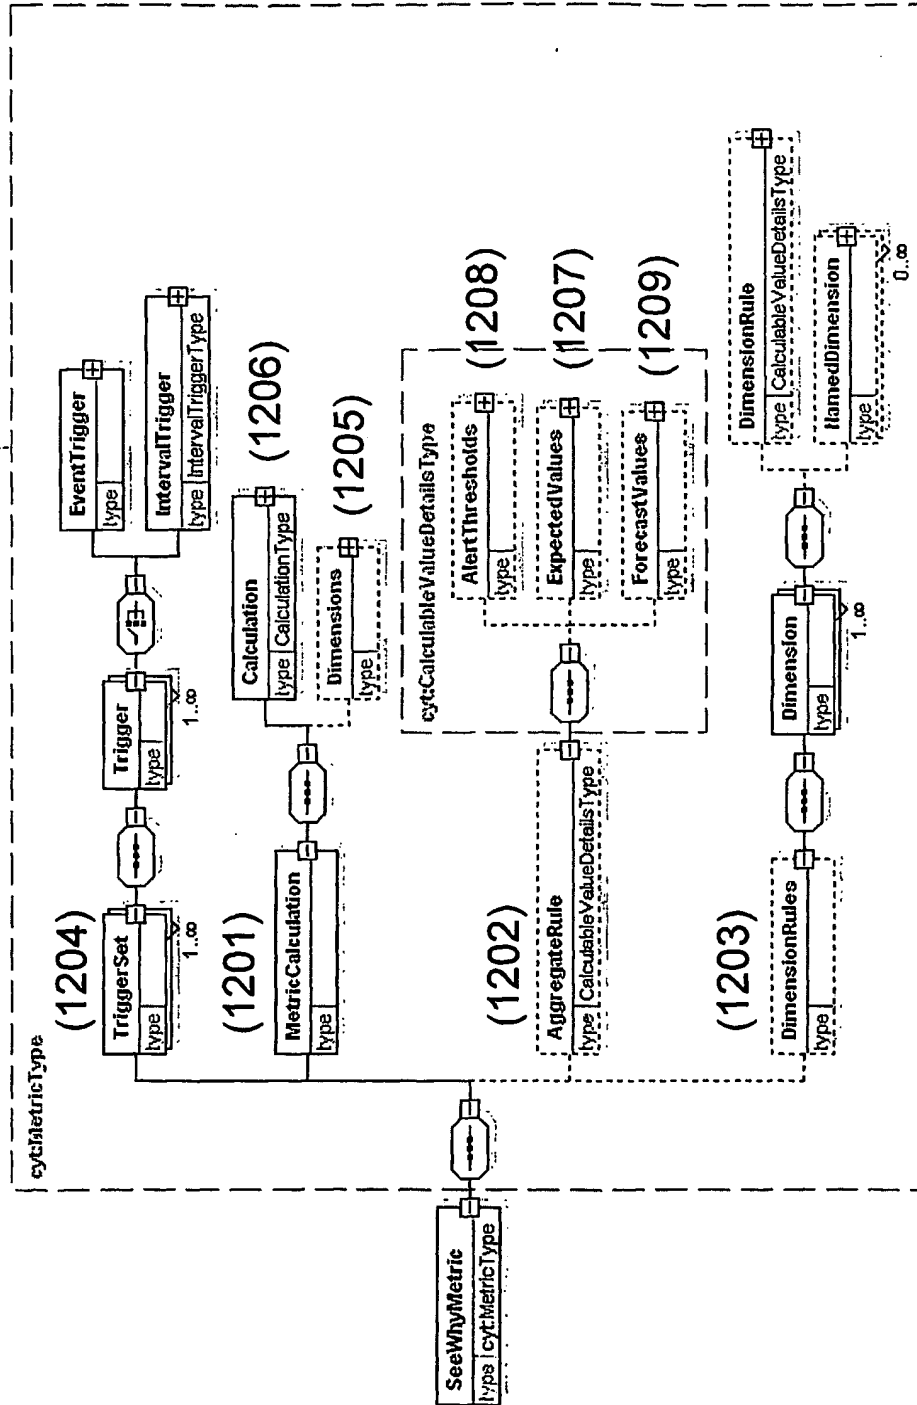 cyt:MetricType
SeeWhyMetric
type cyt:MetricType
(1204)
TriggerSet
type
1..∞
Trigger
type
1..∞
EventTrigger
type
IntervalTrigger
type IntervalTriggerType
(1201)
MetricCalculation
type
(1206)
Calculation
type CalculationType
(1205)
Dimensions
type
(1202)
AggregateRule
type CalculableValueDetailsType
cyt:CalculableValueDetailsType
(1208)
AlertThresholds
type
(1207)
ExpectedValues
type
(1209)
ForecastValues
type
(1203)
DimensionRules
type
Dimension
type
1..∞
DimensionRule
type CalculableValueDetailsType
NamedDimension
type
0..∞